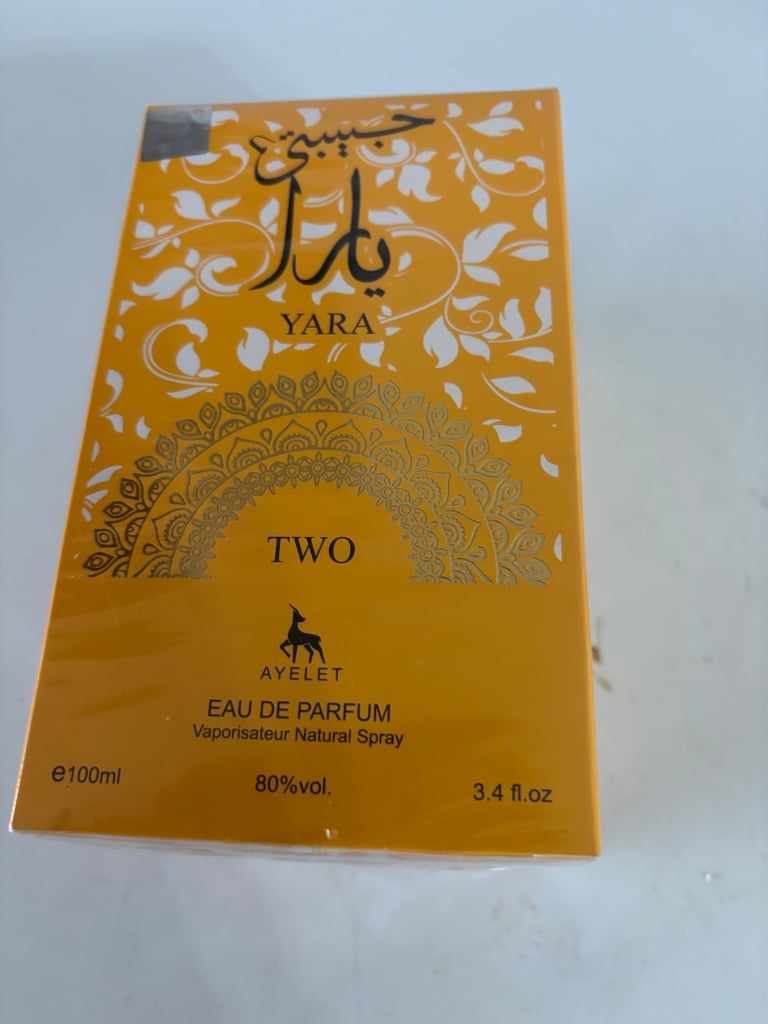 حبيبتي
يارا
YARA
TWO
AYELET
EAU DE PARFUM
Vaporisateur Natural Spray
e100ml 80%vol. 3.4 fl.oz